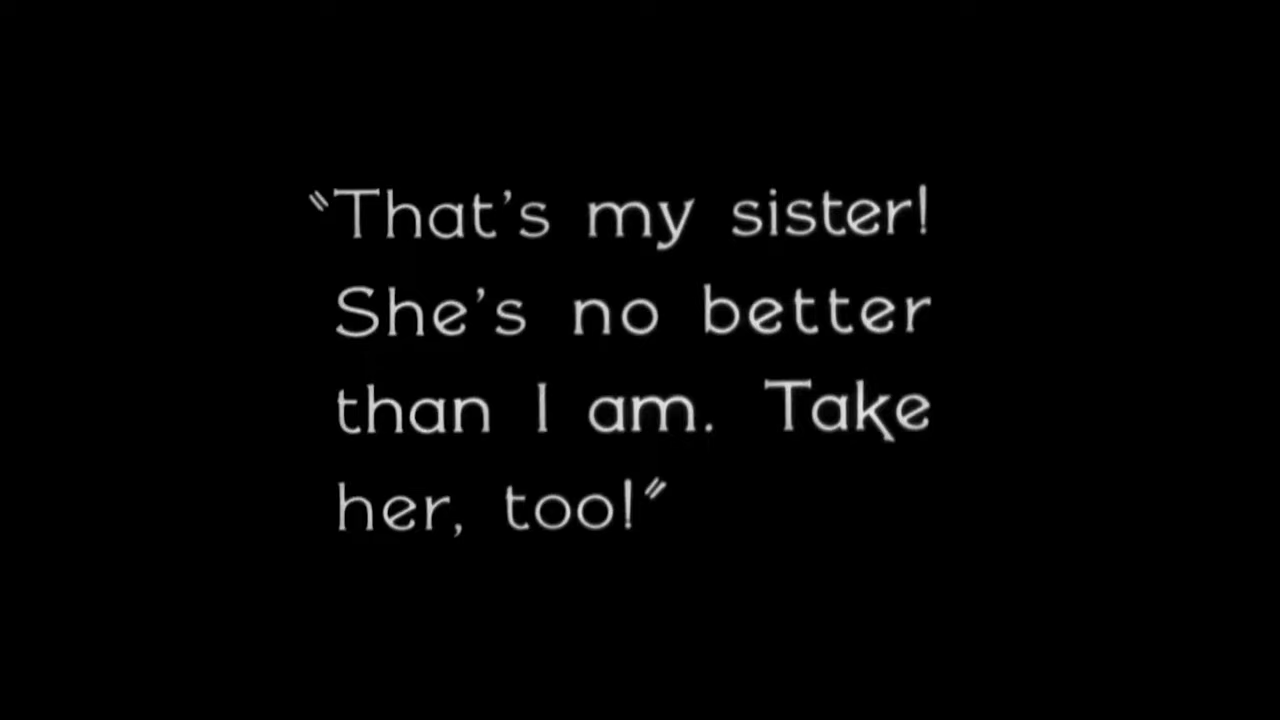 “That’s my sister!
She’s no better
than I am. Take
her, too!”